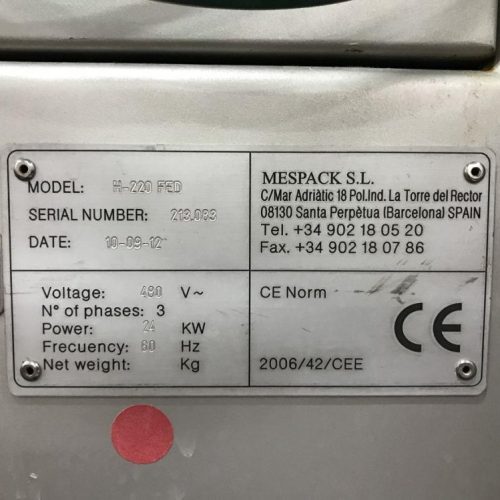 MODEL: H-220 FED
SERIAL NUMBER: 213.083
DATE: 10-09-12
MESPACK S.L.
C/Mar Adriàtic 18 Pol.Ind. La Torre del Rector
08130 Santa Perpètua (Barcelona) SPAIN
Tel. +34 902 18 05 20
Fax. +34 902 18 07 86
Voltage: 480 V~
N° of phases: 3
Power: 24 KW
Frecuency: 60 Hz
Net weight: Kg
CE Norm
CE
2006/42/CEE